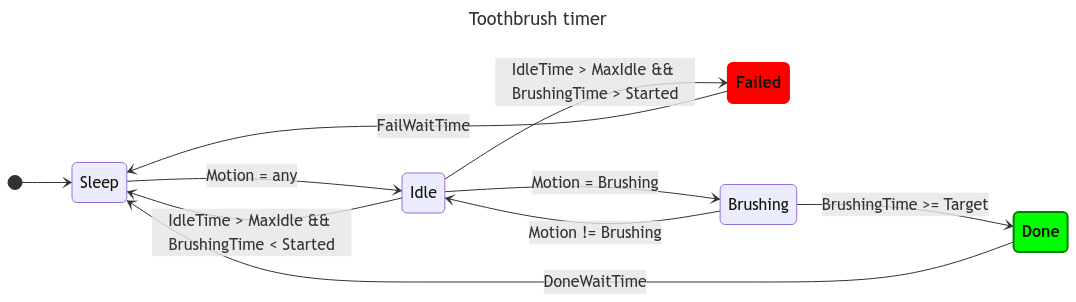 Toothbrush timer
IdleTime > MaxIdle &&
BrushingTime > Started
Failed
FailWaitTime
Sleep
Motion = any
Idle
Motion = Brushing
Brushing
BrushingTime >= Target
IdleTime > MaxIdle &&
BrushingTime < Started
Motion != Brushing
Done
DoneWaitTime